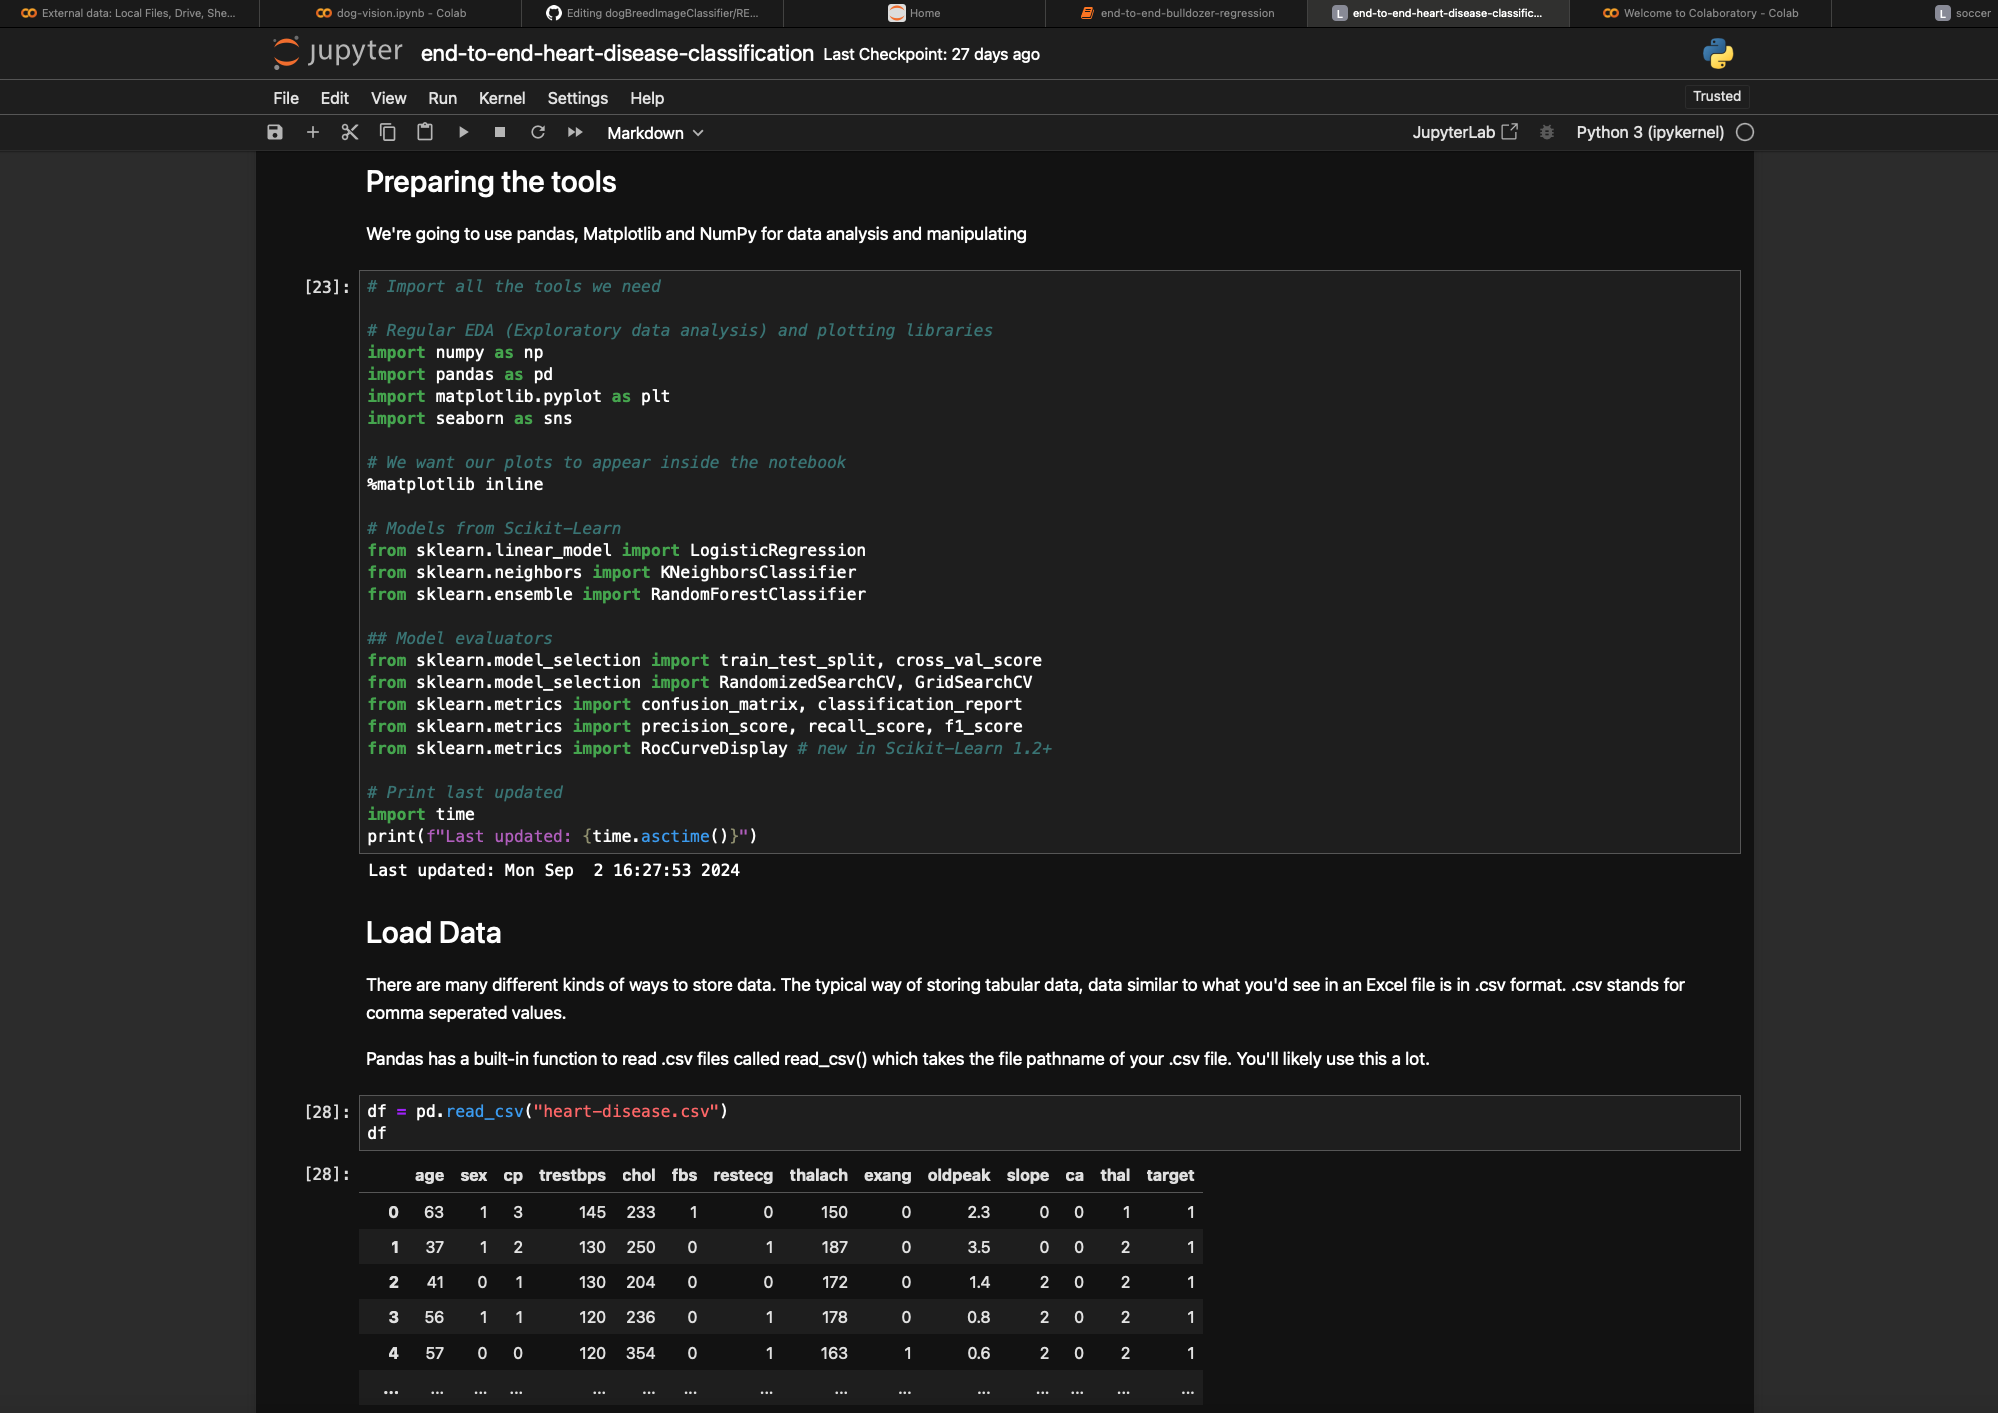 External data: Local Files, Drive, She...
dog-vision.ipynb - Colab
Editing dogBreedImageClassifier/RE...
Home
end-to-end-bulldozer-regression
L end-to-end-heart-disease-classific...
Welcome to Colaboratory - Colab
L soccer
jupyter end-to-end-heart-disease-classification Last Checkpoint: 27 days ago
File Edit View Run Kernel Settings Help
Trusted
Markdown
JupyterLab
Python 3 (ipykernel)
Preparing the tools
We're going to use pandas, Matplotlib and NumPy for data analysis and manipulating
[23]: # Import all the tools we need
# Regular EDA (Exploratory data analysis) and plotting libraries
import numpy as np
import pandas as pd
import matplotlib.pyplot as plt
import seaborn as sns
# We want our plots to appear inside the notebook
%matplotlib inline
# Models from Scikit-Learn
from sklearn.linear_model import LogisticRegression
from sklearn.neighbors import KNeighborsClassifier
from sklearn.ensemble import RandomForestClassifier
## Model evaluators
from sklearn.model_selection import train_test_split, cross_val_score
from sklearn.model_selection import RandomizedSearchCV, GridSearchCV
from sklearn.metrics import confusion_matrix, classification_report
from sklearn.metrics import precision_score, recall_score, f1_score
from sklearn.metrics import RocCurveDisplay # new in Scikit-Learn 1.2+
# Print last updated
import time
print(f"Last updated: {time.asctime()}")
Last updated: Mon Sep  2 16:27:53 2024
Load Data
There are many different kinds of ways to store data. The typical way of storing tabular data, data similar to what you'd see in an Excel file is in .csv format. .csv stands for
comma seperated values.
Pandas has a built-in function to read .csv files called read_csv() which takes the file pathname of your .csv file. You'll likely use this a lot.
[28]: df = pd.read_csv("heart-disease.csv")
df
[28]: age sex cp trestbps chol fbs restecg thalach exang oldpeak slope ca thal target
0 63 1 3 145 233 1 0 150 0 2.3 0 0 1 1
1 37 1 2 130 250 0 1 187 0 3.5 0 0 2 1
2 41 0 1 130 204 0 0 172 0 1.4 2 0 2 1
3 56 1 1 120 236 0 1 178 0 0.8 2 0 2 1
4 57 0 0 120 354 0 1 163 1 0.6 2 0 2 1
... ... ... ... ... ... ... ... ... ... ... ... ... ... ...